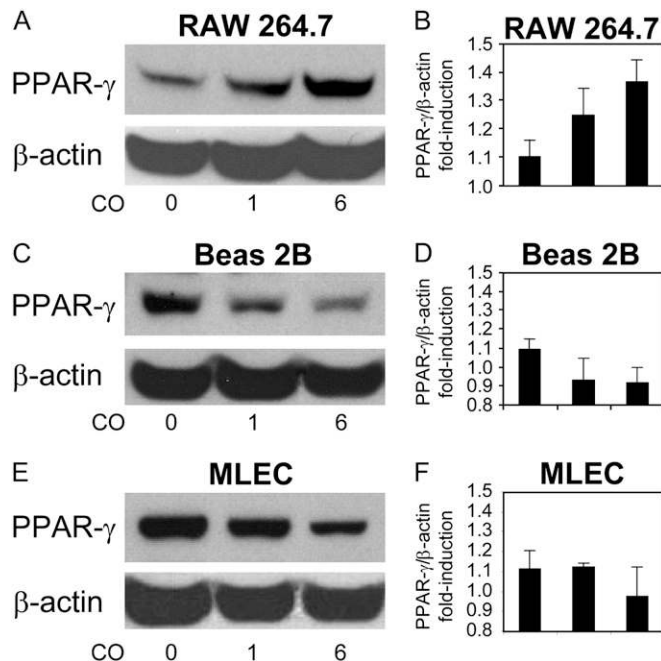 A
RAW 264.7
PPAR-γ
β-actin
CO 0 1 6
B
RAW 264.7
PPAR-γ/β-actin
fold-induction
1.5
1.4
1.3
1.2
1.1
1.0
C
Beas 2B
PPAR-γ
β-actin
CO 0 1 6
D
Beas 2B
PPAR-γ/β-actin
fold-induction
1.5
1.4
1.3
1.2
1.1
1.0
0.9
0.8
E
MLEC
PPAR-γ
β-actin
CO 0 1 6
F
MLEC
PPAR-γ/β-actin
fold-induction
1.5
1.4
1.3
1.2
1.1
1.0
0.9
0.8